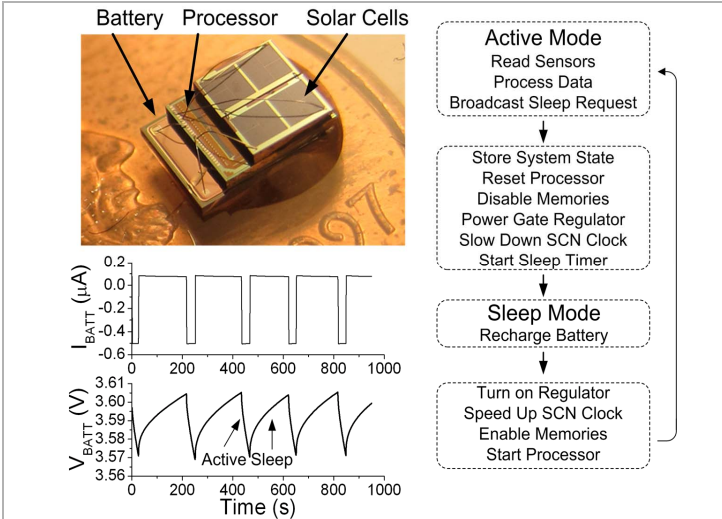 Battery Processor Solar Cells
97
0.2
0.0
-0.2
-0.4
-0.6
I_BATT (μA)
0 200 400 600 800 1000
3.61
3.60
3.59
3.58
3.57
3.56
V_BATT (V)
Active Sleep
0 200 400 600 800 1000
Time (s)
Active Mode
Read Sensors
Process Data
Broadcast Sleep Request
Store System State
Reset Processor
Disable Memories
Power Gate Regulator
Slow Down SCN Clock
Start Sleep Timer
Sleep Mode
Recharge Battery
Turn on Regulator
Speed Up SCN Clock
Enable Memories
Start Processor